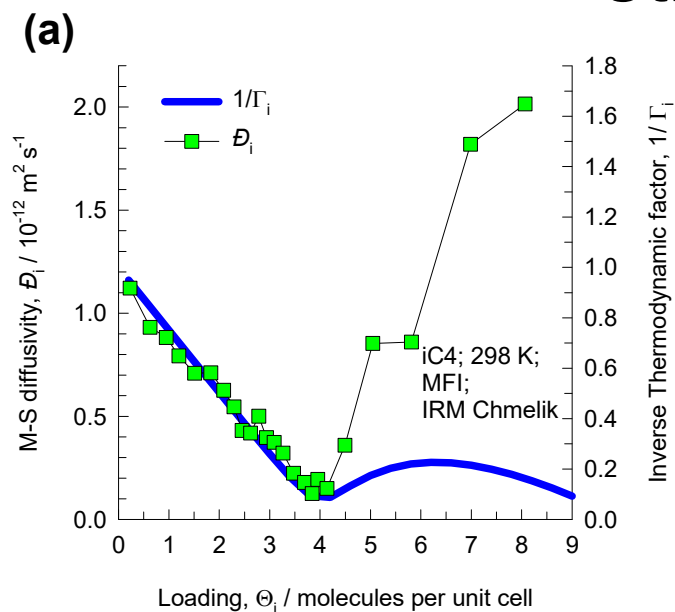 (a)
1/Γi
Đi
iC4; 298 K;
MFI;
IRM Chmelik
M-S diffusivity, Đi / 10-12 m2 s-1
2.0
1.5
1.0
0.5
0.0
Inverse Thermodynamic factor, 1/ Γi
1.8
1.6
1.4
1.2
1.0
0.8
0.6
0.4
0.2
0.0
0 1 2 3 4 5 6 7 8 9
Loading, Θi / molecules per unit cell